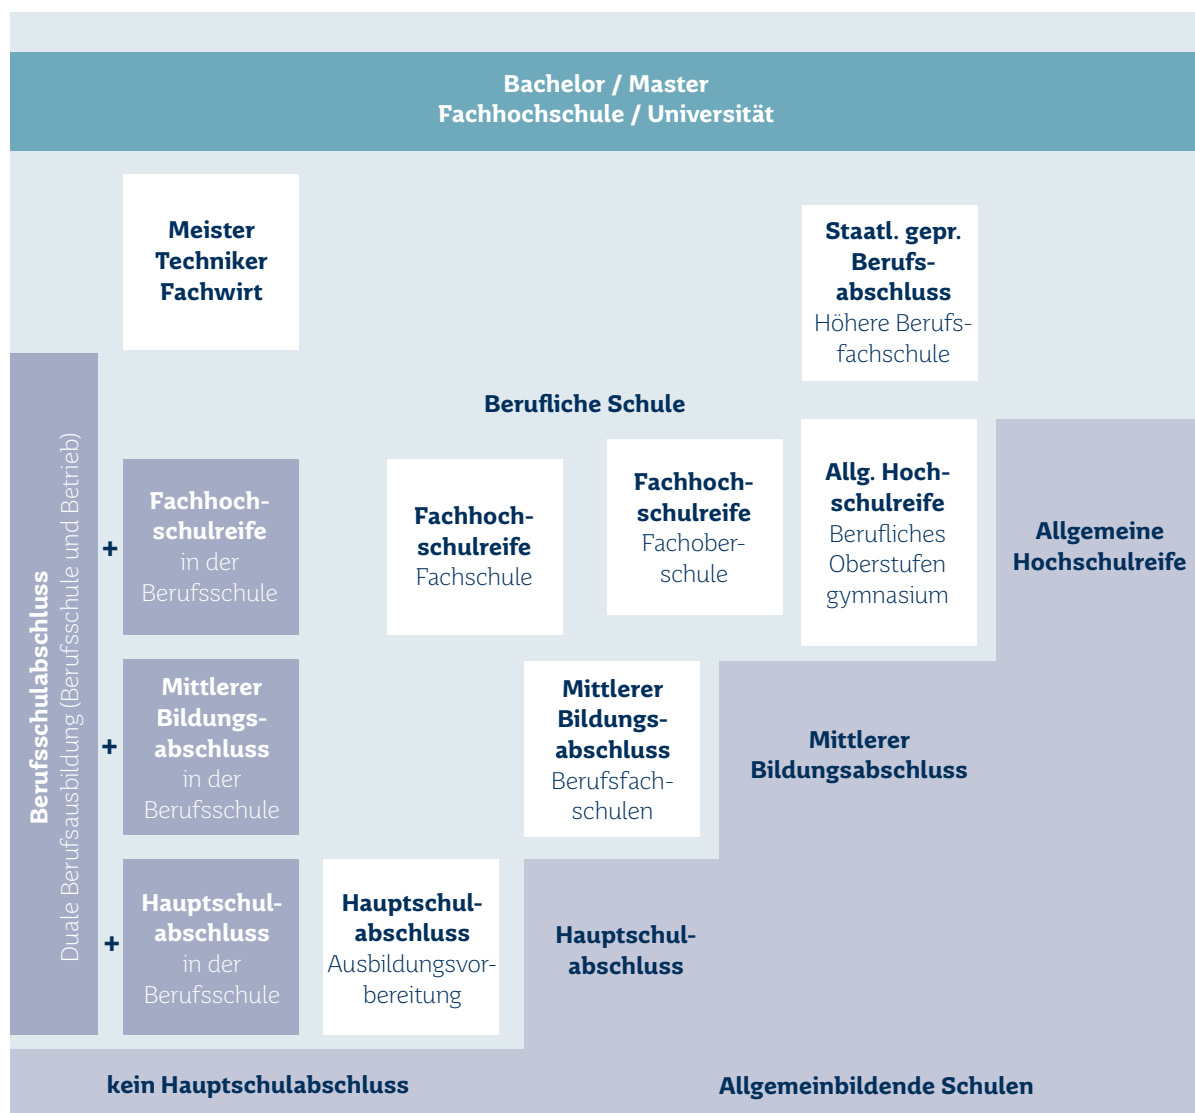 Bachelor / Master
Fachhochschule / Universität
Meister
Techniker
Fachwirt
Staatl. gepr.
Berufs-
abschluss
Höhere Berufs-
fachschule
Berufliche Schule
Berufsschulabschluss
Duale Berufsausbildung (Berufsschule und Betrieb)
+
Fachhoch-
schulreife
in der
Berufsschule
Fachhoch-
schulreife
Fachschule
Fachhoch-
schulreife
Fachober-
schule
Allg. Hoch-
schulreife
Berufliches
Oberstufen
gymnasium
Allgemeine
Hochschulreife
+
Mittlerer
Bildungs-
abschluss
in der
Berufsschule
Mittlerer
Bildungs-
abschluss
Berufsfach-
schulen
Mittlerer
Bildungsabschluss
+
Hauptschul-
abschluss
in der
Berufsschule
Hauptschul-
abschluss
Ausbildungsvor-
bereitung
Hauptschul-
abschluss
kein Hauptschulabschluss
Allgemeinbildende Schulen